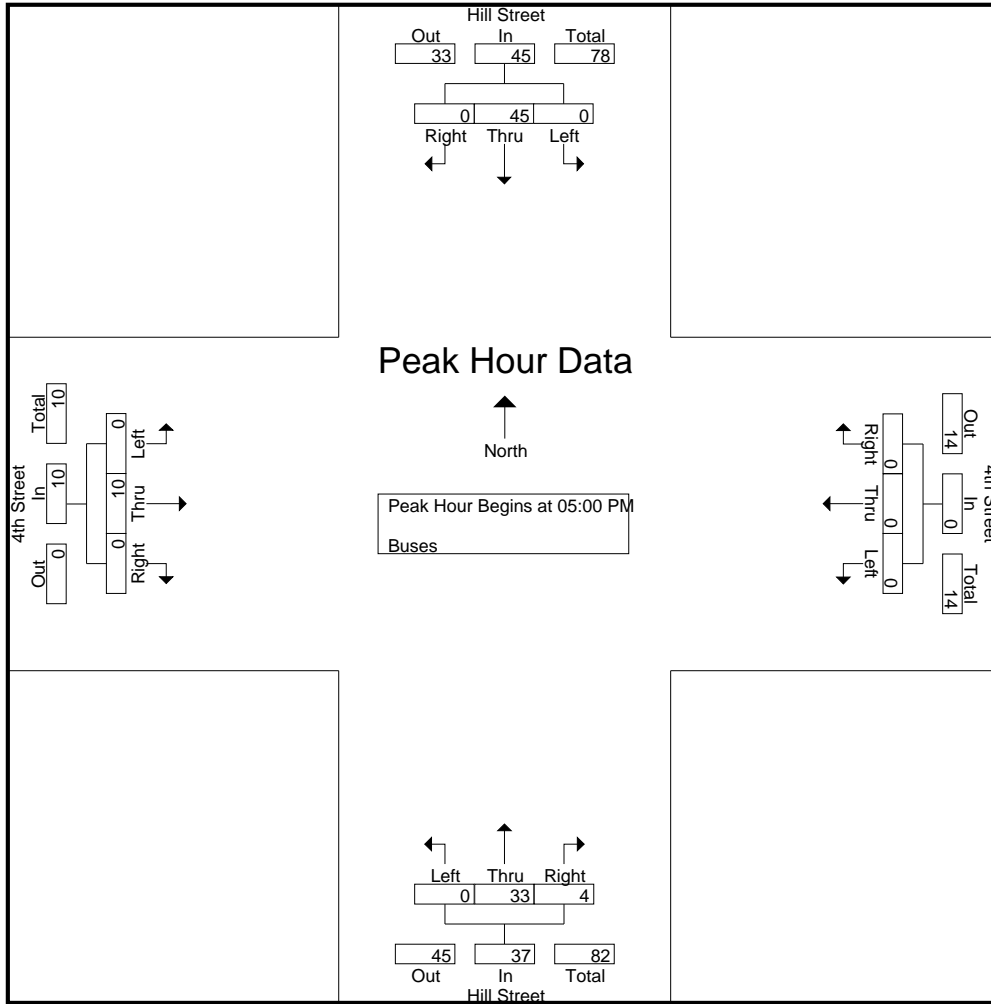 Hill Street
Out In Total
33 45 78
0 45 0
Right Thru Left
Peak Hour Data
North
Peak Hour Begins at 05:00 PM
Buses
4th Street
Out In Total
0 10 10
0 10 0
Right Thru Left
4th Street
Out In Total
14 0 14
0 0 0
Right Thru Left
Left Thru Right
0 33 4
45 37 82
Out In Total
Hill Street